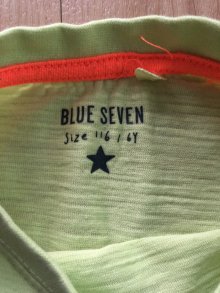 BLUE SEVEN
Size 116 / 6Y